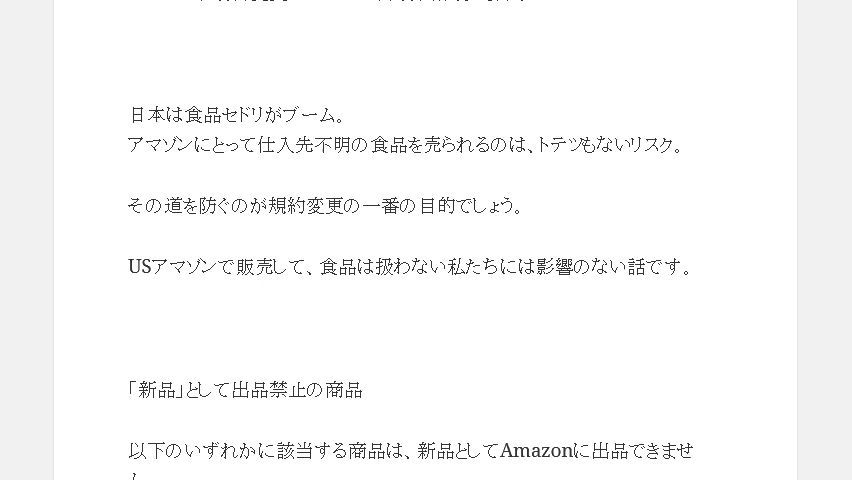 日本は食品セドリがブーム。
アマゾンにとって仕入先不明の食品を売られるのは、トテツもないリスク。
その道を防ぐのが規約変更の一番の目的でしょう。
USアマゾンで販売して、食品は扱わない私たちには影響のない話です。
「新品」として出品禁止の商品
以下のいずれかに該当する商品は、新品としてAmazonに出品できませ